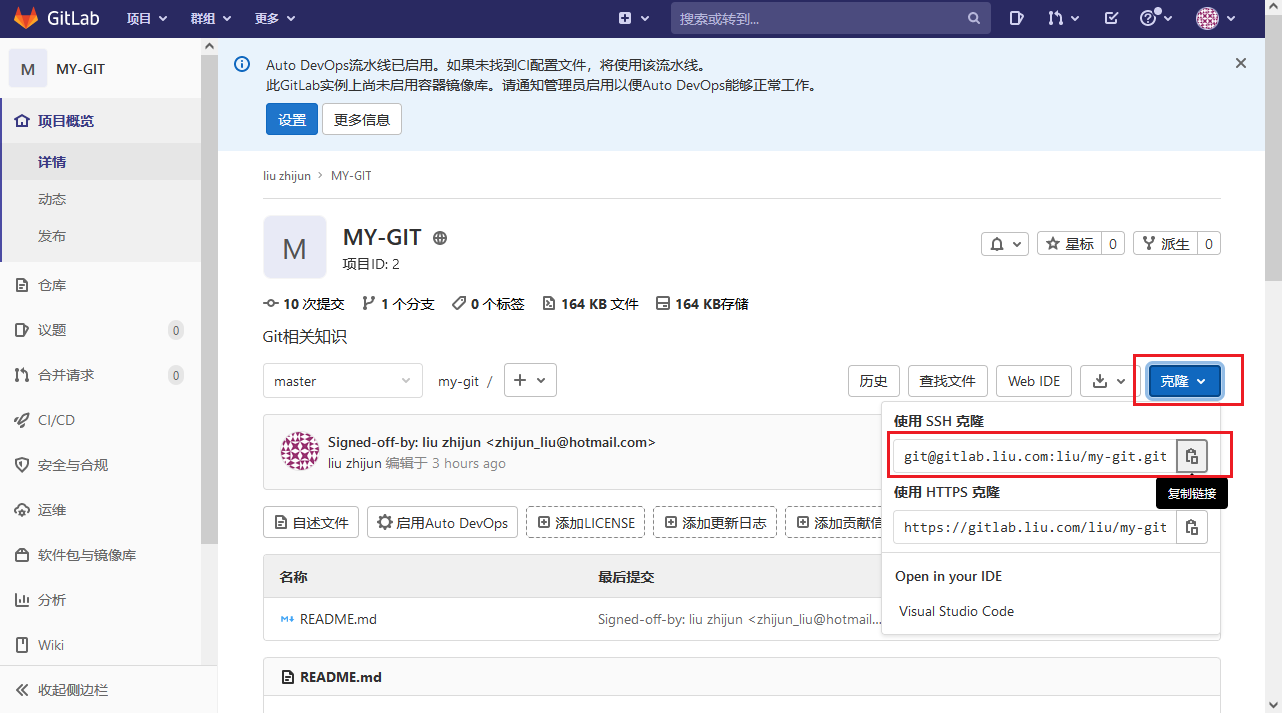 GitLab 项目 群组 更多 搜索或转到...
M MY-GIT
项目概览
详情
动态
发布
仓库
议题 0
合并请求 0
CI/CD
安全与合规
运维
软件包与镜像库
分析
Wiki
收起侧边栏
Auto DevOps流水线已启用。如果未找到CI配置文件，将使用该流水线。
此GitLab实例上尚未启用容器镜像库。请通知管理员启用以便Auto DevOps能够正常工作。
设置 更多信息
liu zhijun > MY-GIT
M MY-GIT
项目ID: 2
星标 0 派生 0
10 次提交 1 个分支 0 个标签 164 KB 文件 164 KB存储
Git相关知识
master my-git / 历史 查找文件 Web IDE 克隆
Signed-off-by: liu zhijun <zhijun_liu@hotmail.com>
liu zhijun 编辑于 3 hours ago
使用 SSH 克隆
git@gitlab.liu.com:liu/my-git.git
复制链接
使用 HTTPS 克隆
https://gitlab.liu.com/liu/my-git
Open in your IDE
Visual Studio Code
自述文件 启用Auto DevOps 添加LICENSE 添加更新日志 添加贡献信
名称 最后提交
README.md Signed-off-by: liu zhijun <zhijun_liu@hotmail...
README.md